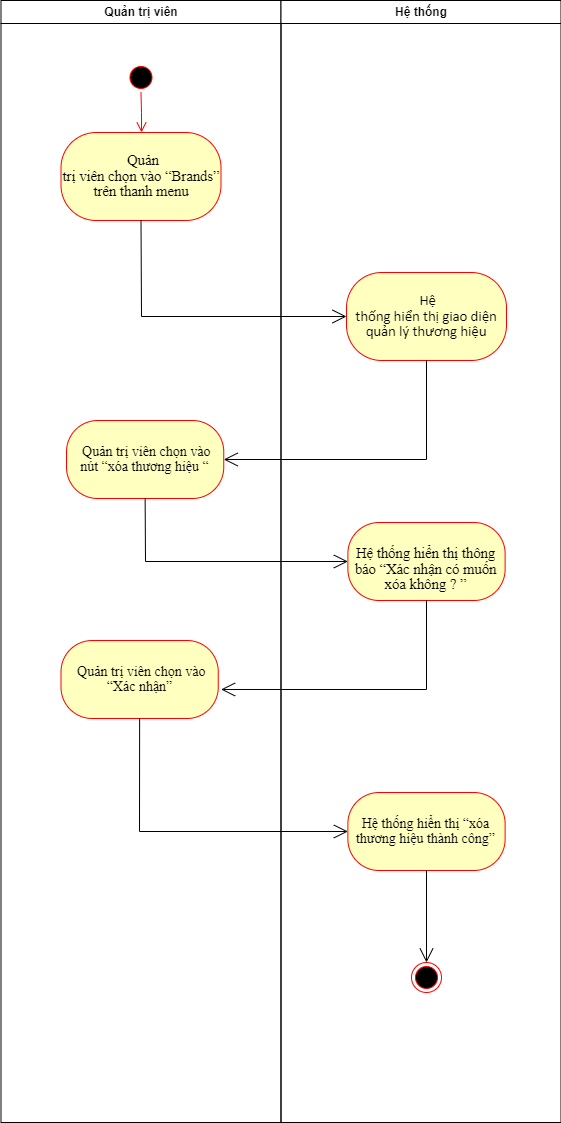 Quản trị viên
Hệ thống
Quản
trị viên chọn vào “Brands”
trên thanh menu
Hệ
thống hiển thị giao diện
quản lý thương hiệu
Quản trị viên chọn vào
nút “xóa thương hiệu “
Hệ thống hiển thị thông
báo “Xác nhận có muốn
xóa không ? ”
Quản trị viên chọn vào
“Xác nhận”
Hệ thống hiển thị “xóa
thương hiệu thành công”